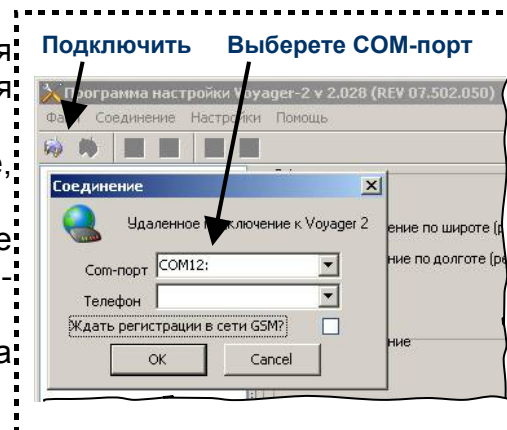 Подключить Выберете COM-порт
я
я
е,
е
-
а
Программа настройки Voyager-2 v 2.028 (REV 07.502.050)
Соединение Настройки Помощь
Соединение
Удаленное подключение к Voyager 2
Com-порт COM12:
Телефон
Ждать регистрации в сети GSM?
OK Cancel
ение по широте (р
ние по долготе (ре
ние